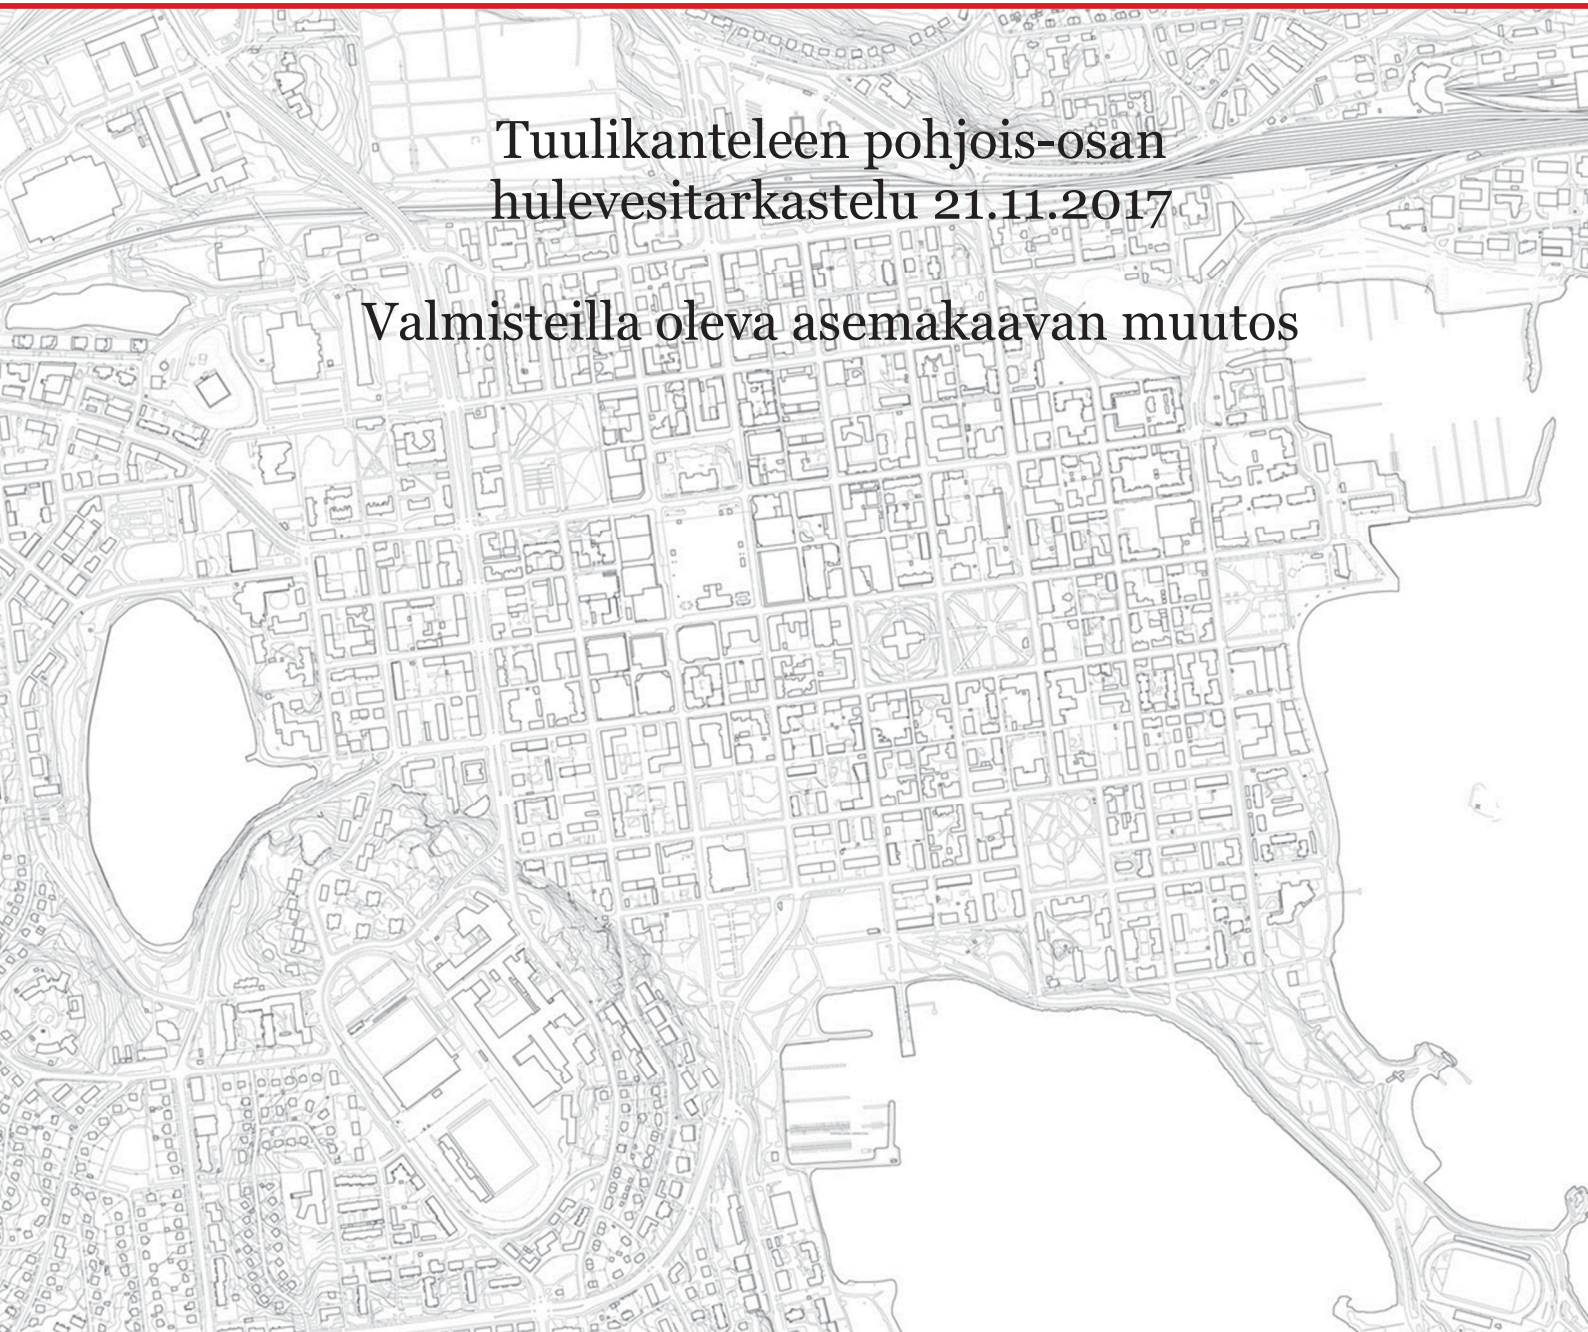 Tuulikanteleen pohjois-osan
hulevesitarkastelu 21.11.2017
Valmisteilla oleva asemakaavan muutos